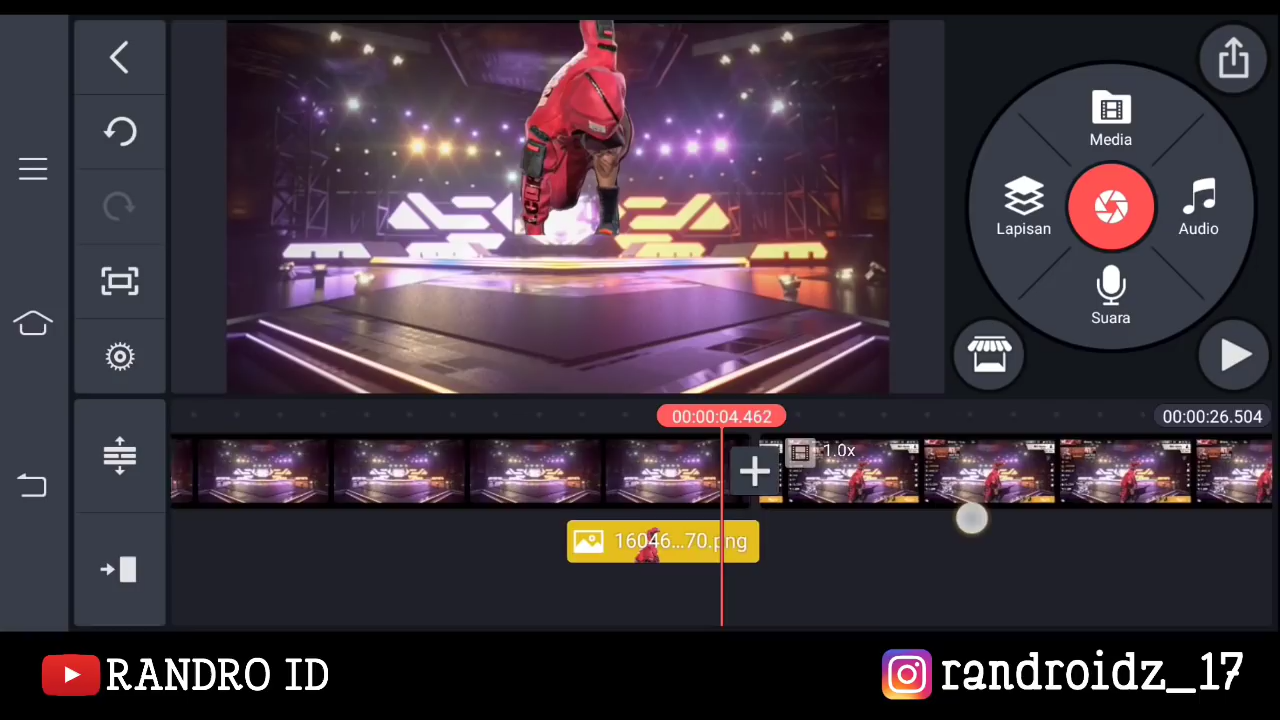 Media
Lapisan
Audio
Suara
00:00:04.462
00:00:26.504
1.0x
16046...70.png
RANDRO ID
randroidz_17